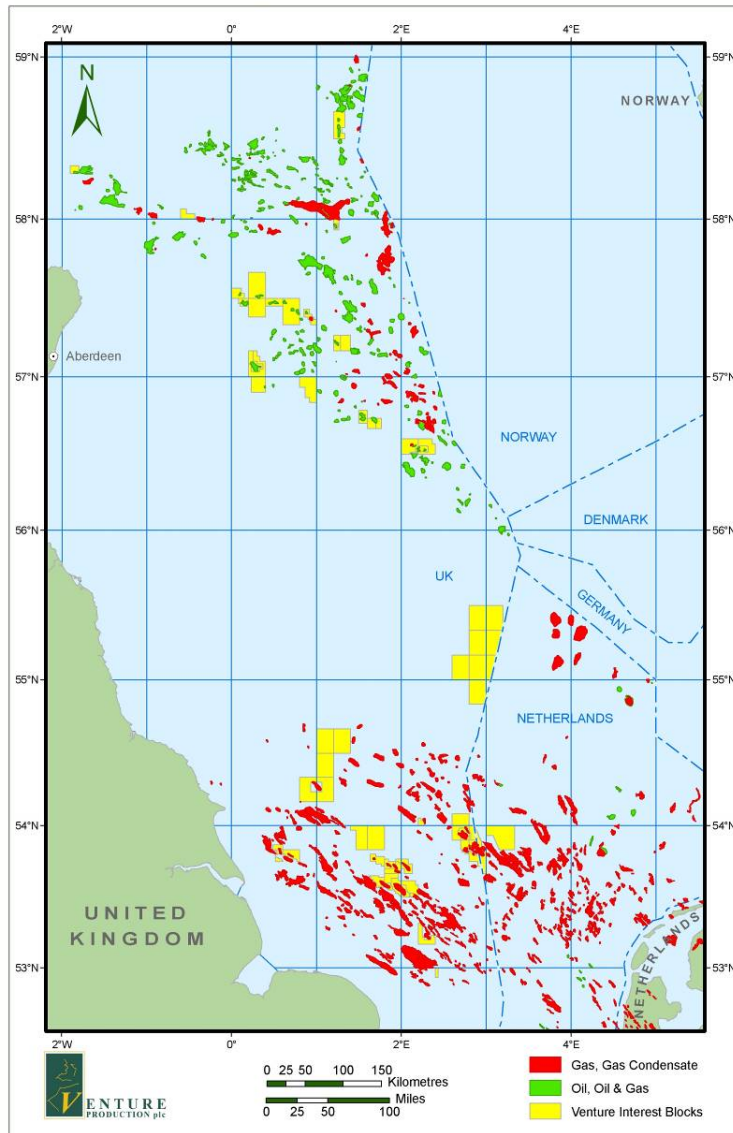 2°W 0° 2°E 4°E
59°N 59°N
N
NORWAY
58°N 58°N
Aberdeen
57°N 57°N
NORWAY
DENMARK
56°N 56°N
UK
GERMANY
55°N 55°N
NETHERLANDS
54°N 54°N
UNITED
KINGDOM
NETHERLANDS
53°N 53°N
2°W 0° 2°E 4°E
VENTURE
PRODUCTION plc
0 25 50 100 150
Kilometres
Miles
0 25 50 100
Gas, Gas Condensate
Oil, Oil & Gas
Venture Interest Blocks